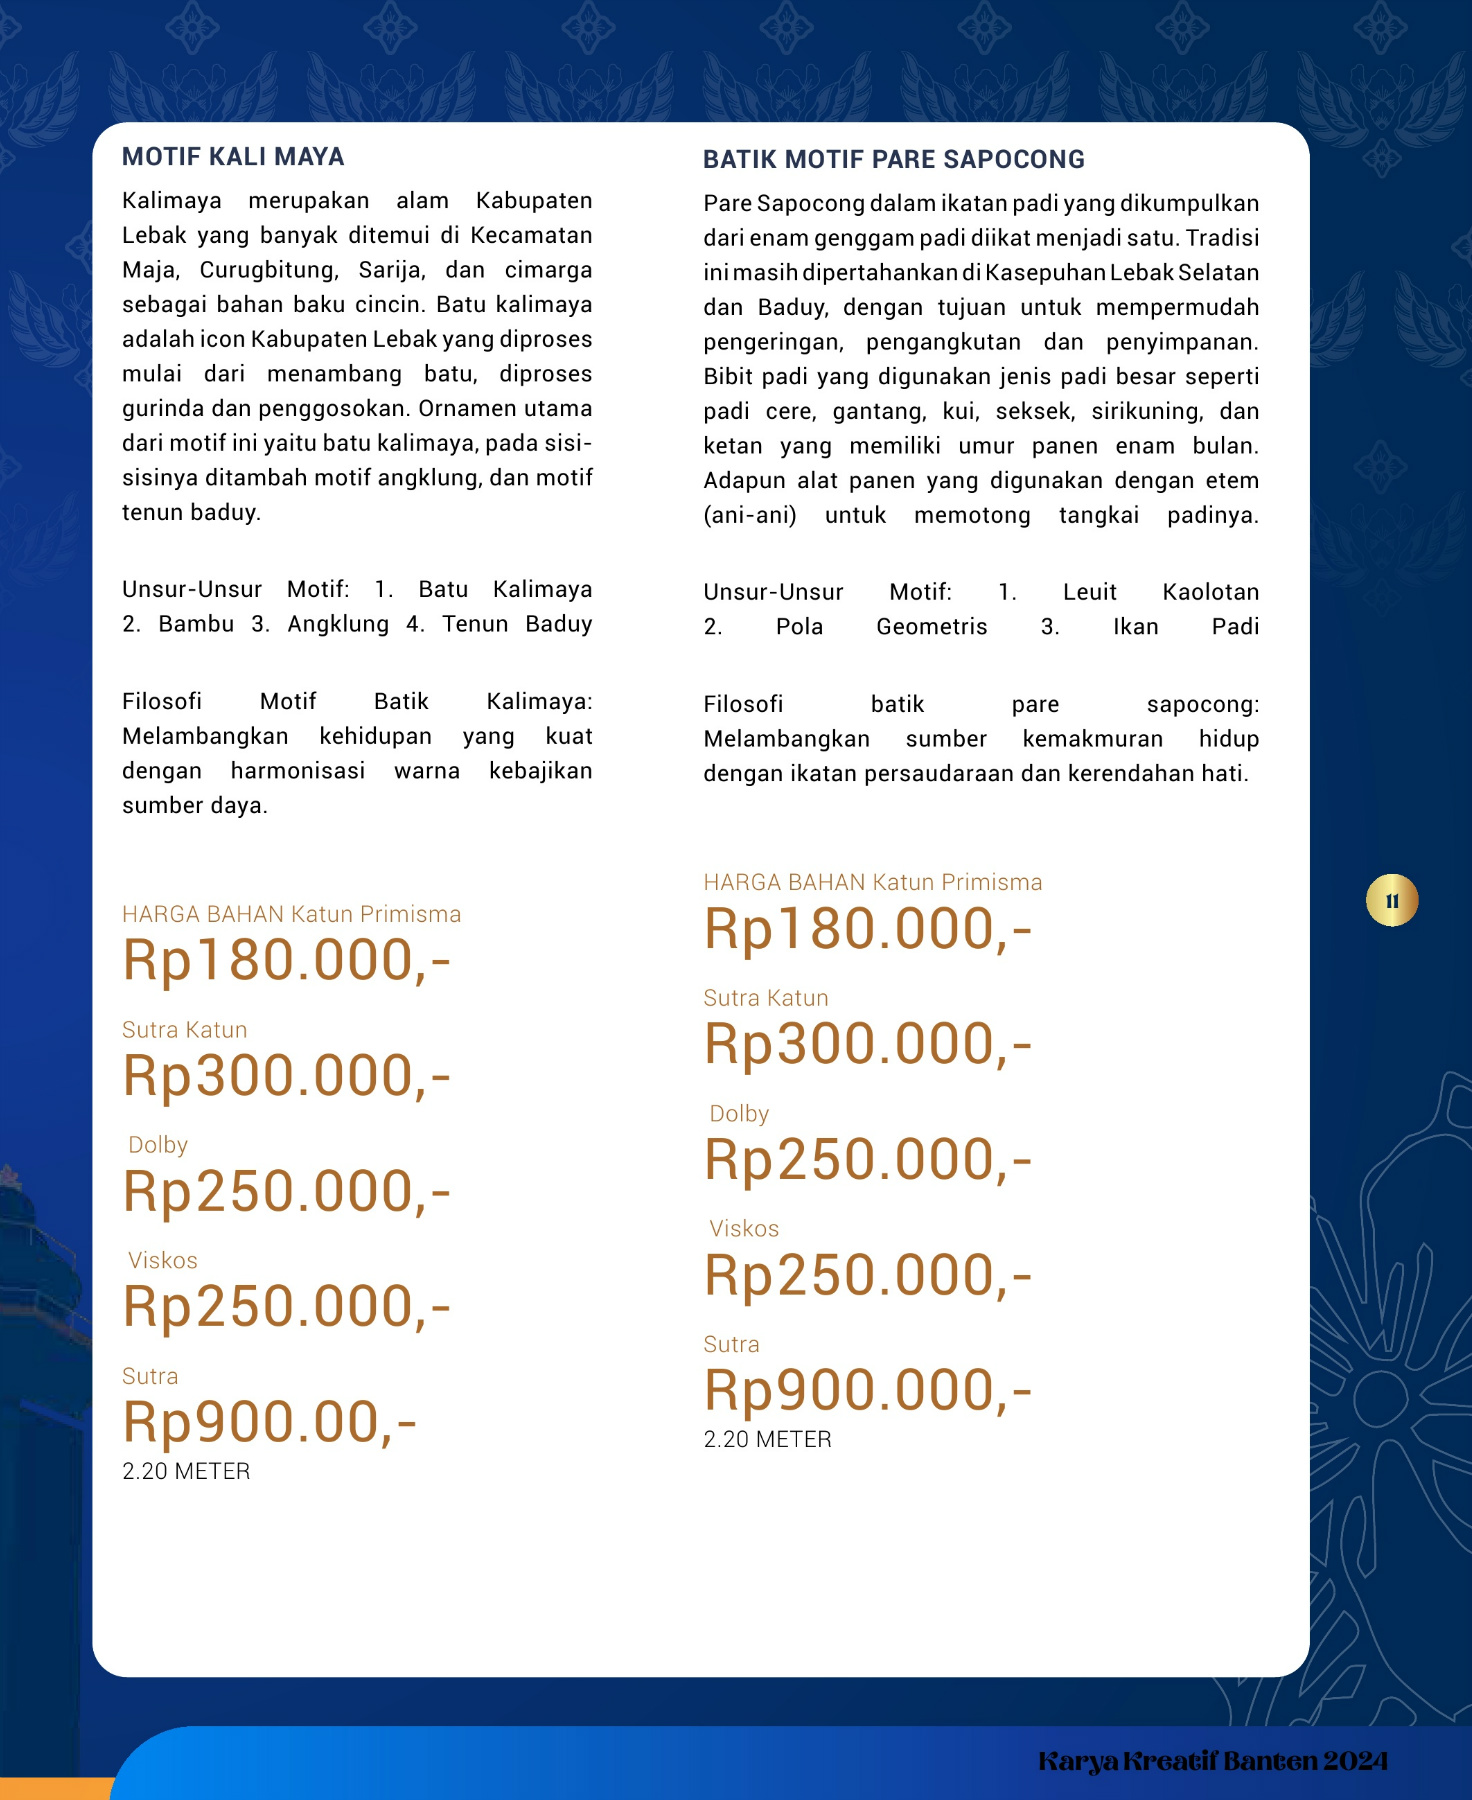 MOTIF KALI MAYA
Kalimaya merupakan alam Kabupaten
Lebak yang banyak ditemui di Kecamatan
Maja, Curugbitung, Sarija, dan cimarga
sebagai bahan baku cincin. Batu kalimaya
adalah icon Kabupaten Lebak yang diproses
mulai dari menambang batu, diproses
gurinda dan penggosokan. Ornamen utama
dari motif ini yaitu batu kalimaya, pada sisi-
sisinya ditambah motif angklung, dan motif
tenun baduy.
Unsur-Unsur Motif: 1. Batu Kalimaya
2. Bambu 3. Angklung 4. Tenun Baduy
Filosofi Motif Batik Kalimaya:
Melambangkan kehidupan yang kuat
dengan harmonisasi warna kebajikan
sumber daya.
HARGA BAHAN Katun Primisma
Rp180.000,-
Sutra Katun
Rp300.000,-
Dolby
Rp250.000,-
Viskos
Rp250.000,-
Sutra
Rp900.00,-
2.20 METER
BATIK MOTIF PARE SAPOCONG
Pare Sapocong dalam ikatan padi yang dikumpulkan
dari enam genggam padi diikat menjadi satu. Tradisi
ini masih dipertahankan di Kasepuhan Lebak Selatan
dan Baduy, dengan tujuan untuk mempermudah
pengeringan, pengangkutan dan penyimpanan.
Bibit padi yang digunakan jenis padi besar seperti
padi cere, gantang, kui, seksek, sirikuning, dan
ketan yang memiliki umur panen enam bulan.
Adapun alat panen yang digunakan dengan etem
(ani-ani) untuk memotong tangkai padinya.
Unsur-Unsur Motif: 1. Leuit Kaolotan
2. Pola Geometris 3. Ikan Padi
Filosofi batik pare sapocong:
Melambangkan sumber kemakmuran hidup
dengan ikatan persaudaraan dan kerendahan hati.
HARGA BAHAN Katun Primisma
Rp180.000,-
Sutra Katun
Rp300.000,-
Dolby
Rp250.000,-
Viskos
Rp250.000,-
Sutra
Rp900.000,-
2.20 METER
11
Karya Kreatif Banten 2024